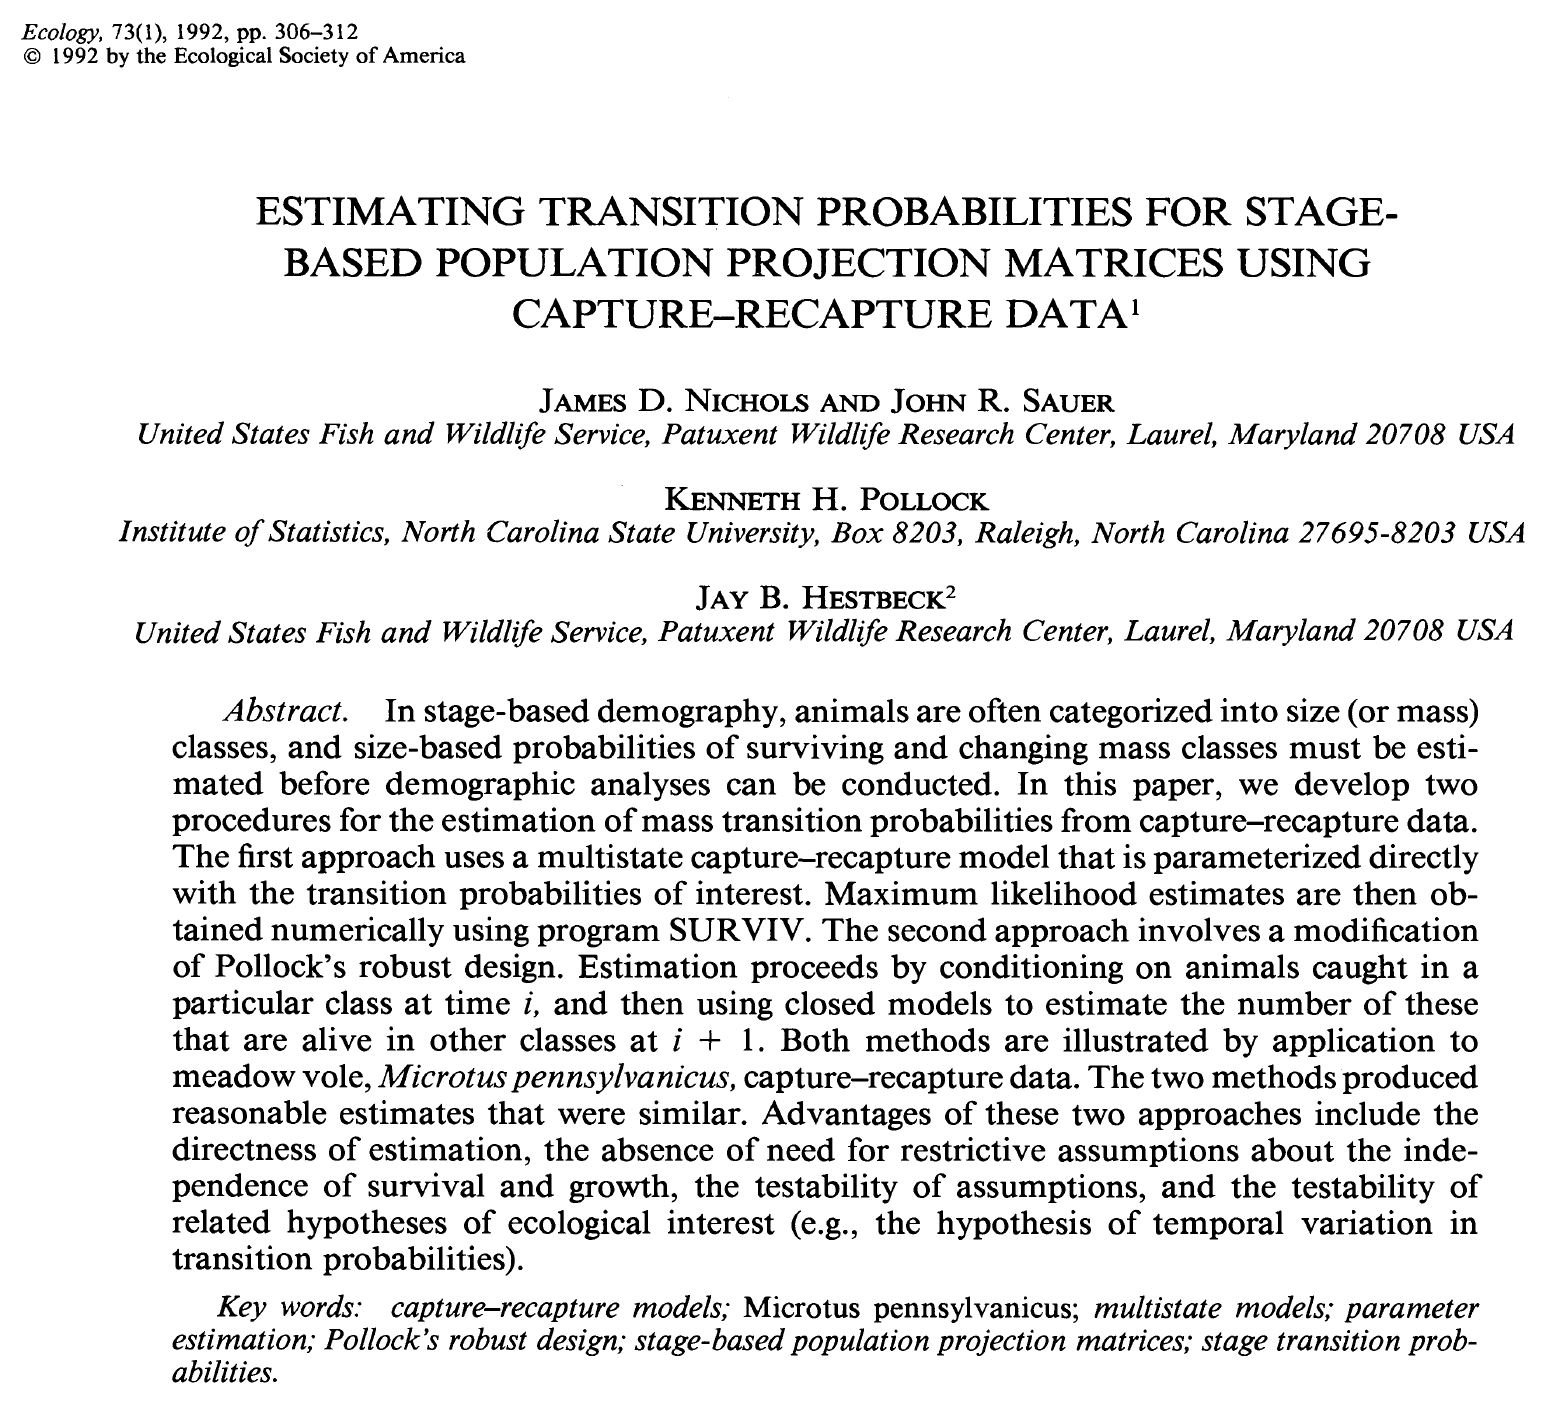 Ecology, 73(1), 1992, pp. 306–312
© 1992 by the Ecological Society of America
ESTIMATING TRANSITION PROBABILITIES FOR STAGE-
BASED POPULATION PROJECTION MATRICES USING
CAPTURE–RECAPTURE DATA¹
JAMES D. NICHOLS AND JOHN R. SAUER
United States Fish and Wildlife Service, Patuxent Wildlife Research Center, Laurel, Maryland 20708 USA
KENNETH H. POLLOCK
Institute of Statistics, North Carolina State University, Box 8203, Raleigh, North Carolina 27695-8203 USA
JAY B. HESTBECK²
United States Fish and Wildlife Service, Patuxent Wildlife Research Center, Laurel, Maryland 20708 USA
Abstract. In stage-based demography, animals are often categorized into size (or mass)
classes, and size-based probabilities of surviving and changing mass classes must be esti-
mated before demographic analyses can be conducted. In this paper, we develop two
procedures for the estimation of mass transition probabilities from capture–recapture data.
The first approach uses a multistate capture–recapture model that is parameterized directly
with the transition probabilities of interest. Maximum likelihood estimates are then ob-
tained numerically using program SURVIV. The second approach involves a modification
of Pollock's robust design. Estimation proceeds by conditioning on animals caught in a
particular class at time i, and then using closed models to estimate the number of these
that are alive in other classes at i + 1. Both methods are illustrated by application to
meadow vole, Microtus pennsylvanicus, capture–recapture data. The two methods produced
reasonable estimates that were similar. Advantages of these two approaches include the
directness of estimation, the absence of need for restrictive assumptions about the inde-
pendence of survival and growth, the testability of assumptions, and the testability of
related hypotheses of ecological interest (e.g., the hypothesis of temporal variation in
transition probabilities).
Key words: capture–recapture models; Microtus pennsylvanicus; multistate models; parameter
estimation; Pollock's robust design; stage-based population projection matrices; stage transition prob-
abilities.